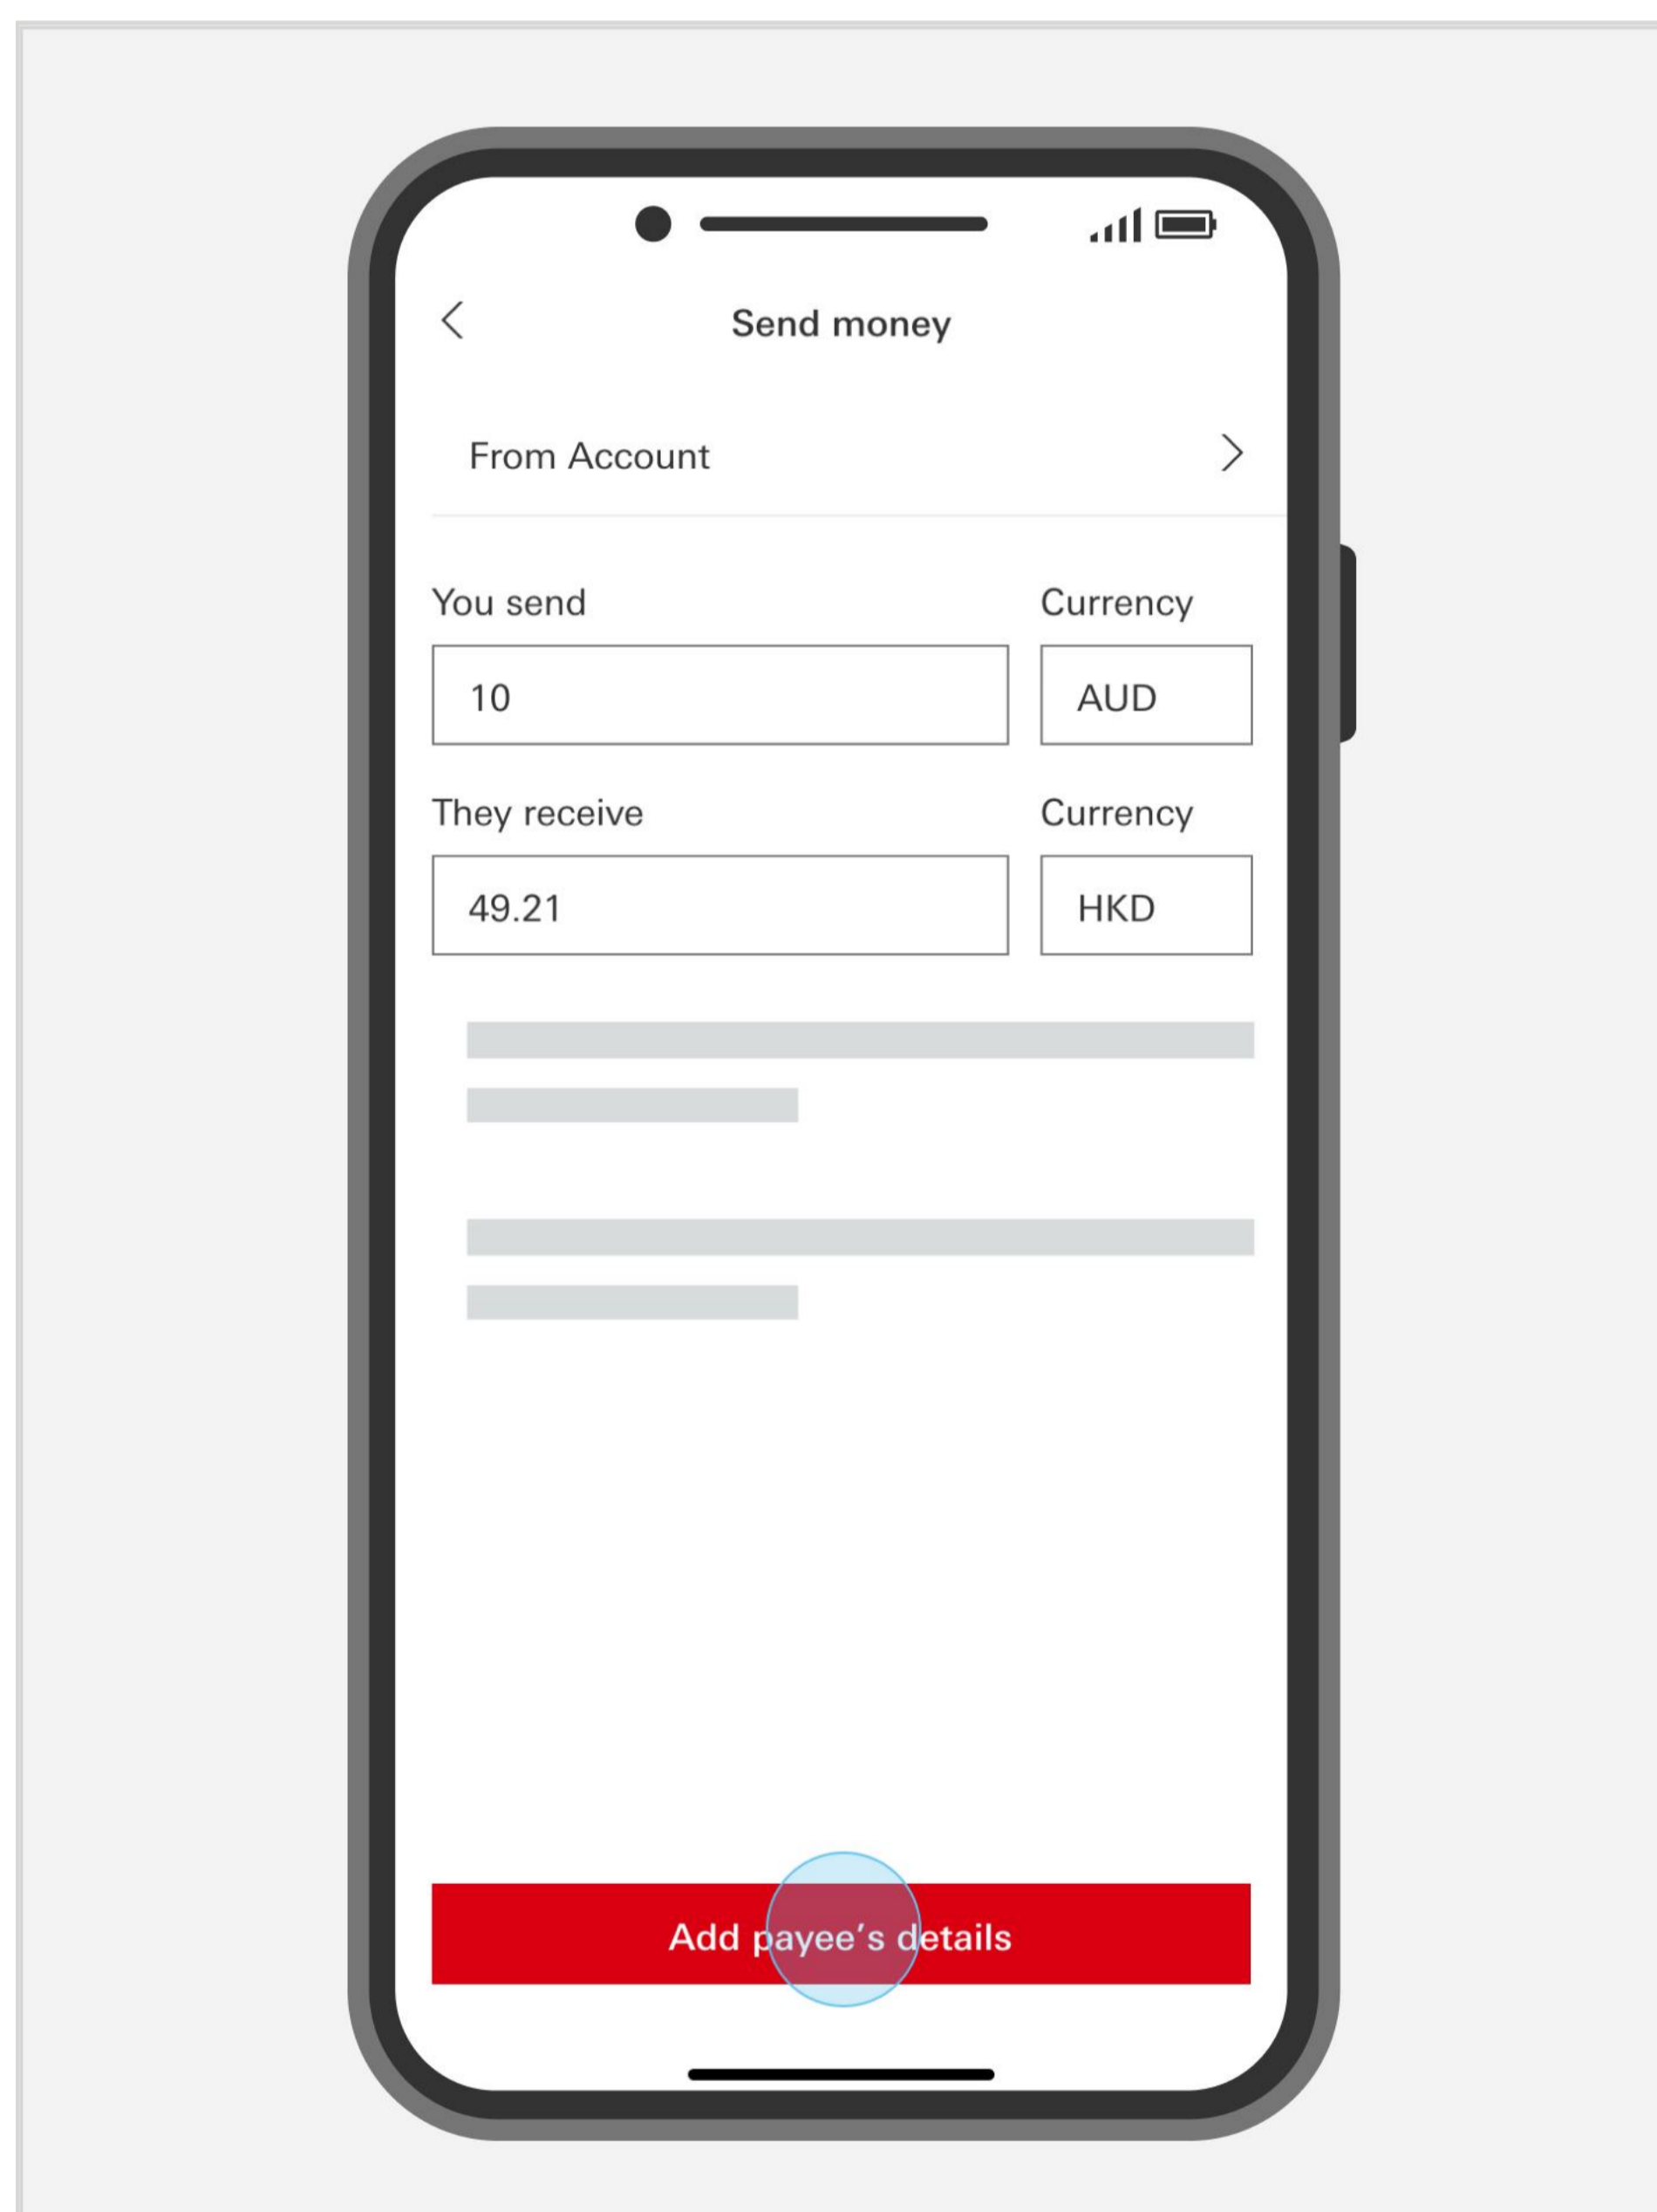 Send money
From Account
You send Currency
10 AUD
They receive Currency
49.21 HKD
Add payee’s details